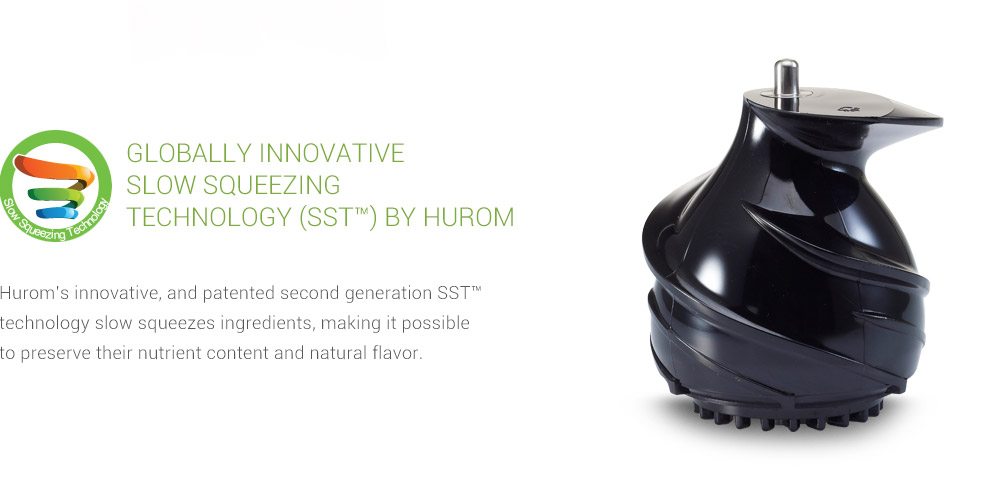 GLOBALLY INNOVATIVE
SLOW SQUEEZING
TECHNOLOGY (SST™) BY HUROM
Slow Squeezing Technology
Hurom's innovative, and patented second generation SST™
technology slow squeezes ingredients, making it possible
to preserve their nutrient content and natural flavor.